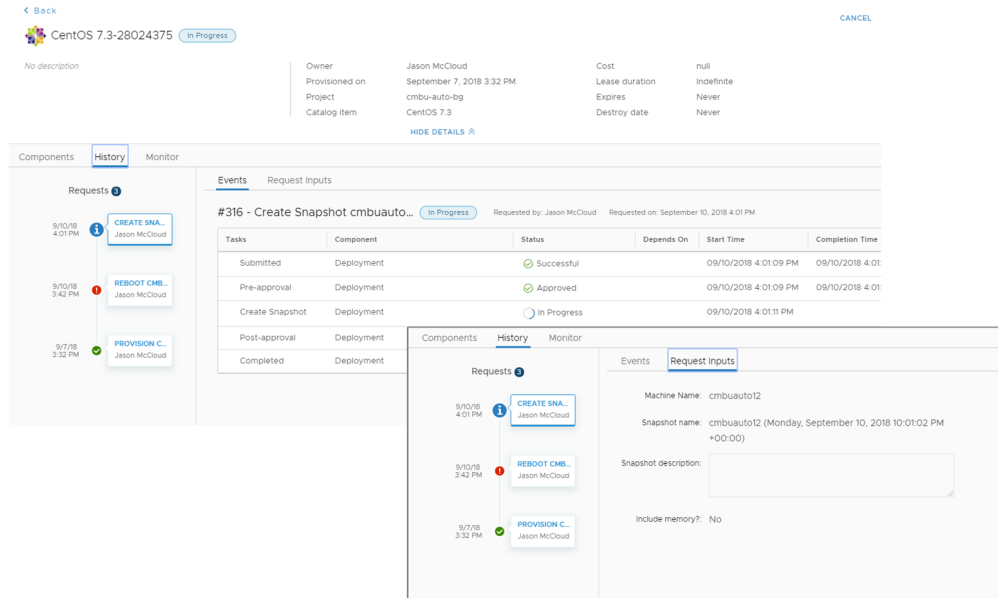 Back
CANCEL
CentOS 7.3-28024375 In Progress
No description
Owner Jason McCloud Cost null
Provisioned on September 7, 2018 3:32 PM Lease duration Indefinite
Project cmbu-auto-bg Expires Never
Catalog item CentOS 7.3 Destroy date Never
HIDE DETAILS
Components History Monitor
Requests 3
9/10/18
4:01 PM
CREATE SNA...
Jason McCloud
9/10/18
3:42 PM
REBOOT CMB...
Jason McCloud
9/7/18
3:32 PM
PROVISION C...
Jason McCloud
Events Request Inputs
#316 - Create Snapshot cmbuauto... In Progress Requested by: Jason McCloud Requested on: September 10, 2018 4:01 PM
Tasks Component Status Depends On Start Time Completion Time
Submitted Deployment Successful 09/10/2018 4:01:09 PM 09/10/2018 4:01:
Pre-approval Deployment Approved 09/10/2018 4:01:09 PM 09/10/2018 4:01:
Create Snapshot Deployment In Progress 09/10/2018 4:01:11 PM
Post-approval Deployment
Completed Deployment
Components History Monitor
Requests 3
9/10/18
4:01 PM
CREATE SNA...
Jason McCloud
9/10/18
3:42 PM
REBOOT CMB...
Jason McCloud
9/7/18
3:32 PM
PROVISION C...
Jason McCloud
Events Request Inputs
Machine Name: cmbuauto12
Snapshot name: cmbuauto12 (Monday, September 10, 2018 10:01:02 PM
+00:00)
Snapshot description:
Include memory?: No